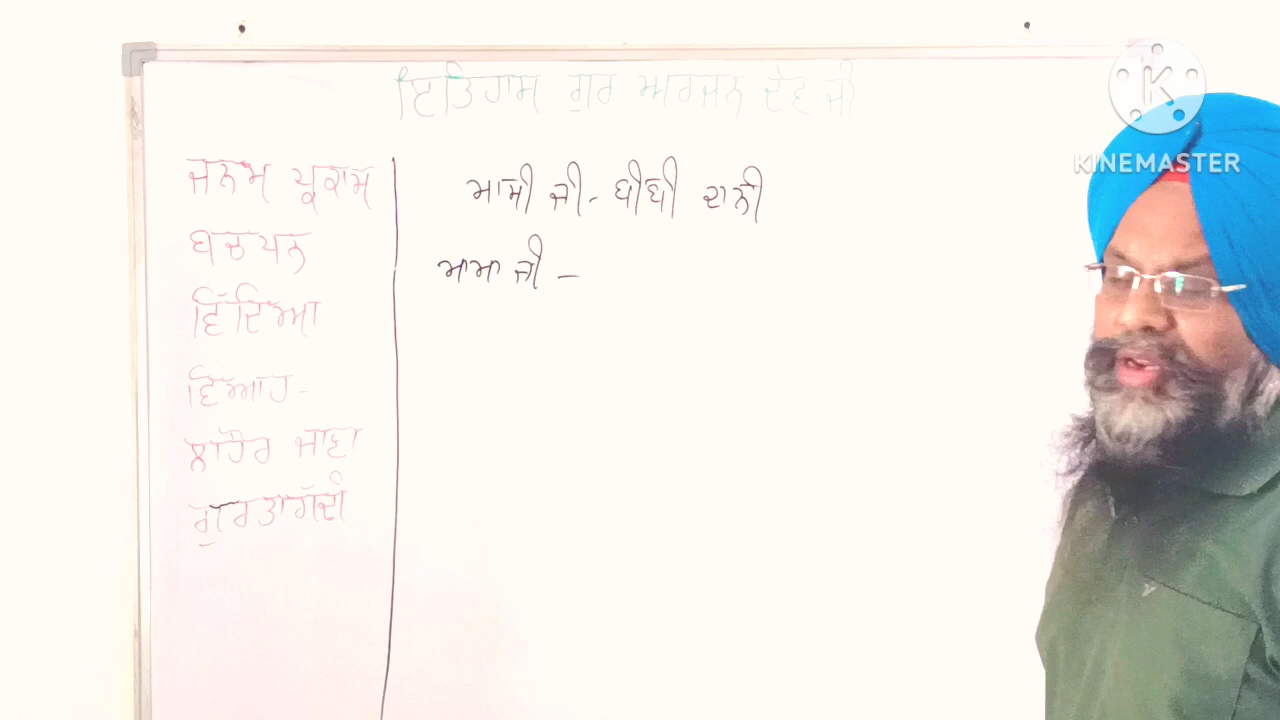 ਇਤਿਹਾਸ ਗੁਰ ਅਰਜਨ ਦੇਵ ਜੀ
ਜਨਮ ਪ੍ਰਕਾਸ਼
ਬਚਪਨ
ਵਿੱਦਿਆ
ਵਿਆਹ -
ਲਾਹੌਰ ਜਾਣਾ
ਗੁਰਤਾਗੱਦੀ
ਮਾਸੀ ਜੀ - ਬੀਬੀ ਦਾਨੀ
ਮਾਮਾ ਜੀ -
KINEMASTER